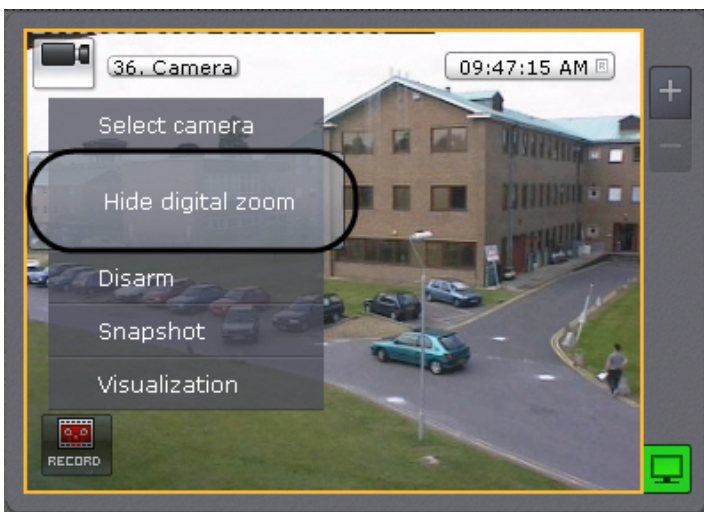 36. Camera
09:47:15 AM R
Select camera
Hide digital zoom
Disarm
Snapshot
Visualization
RECORD